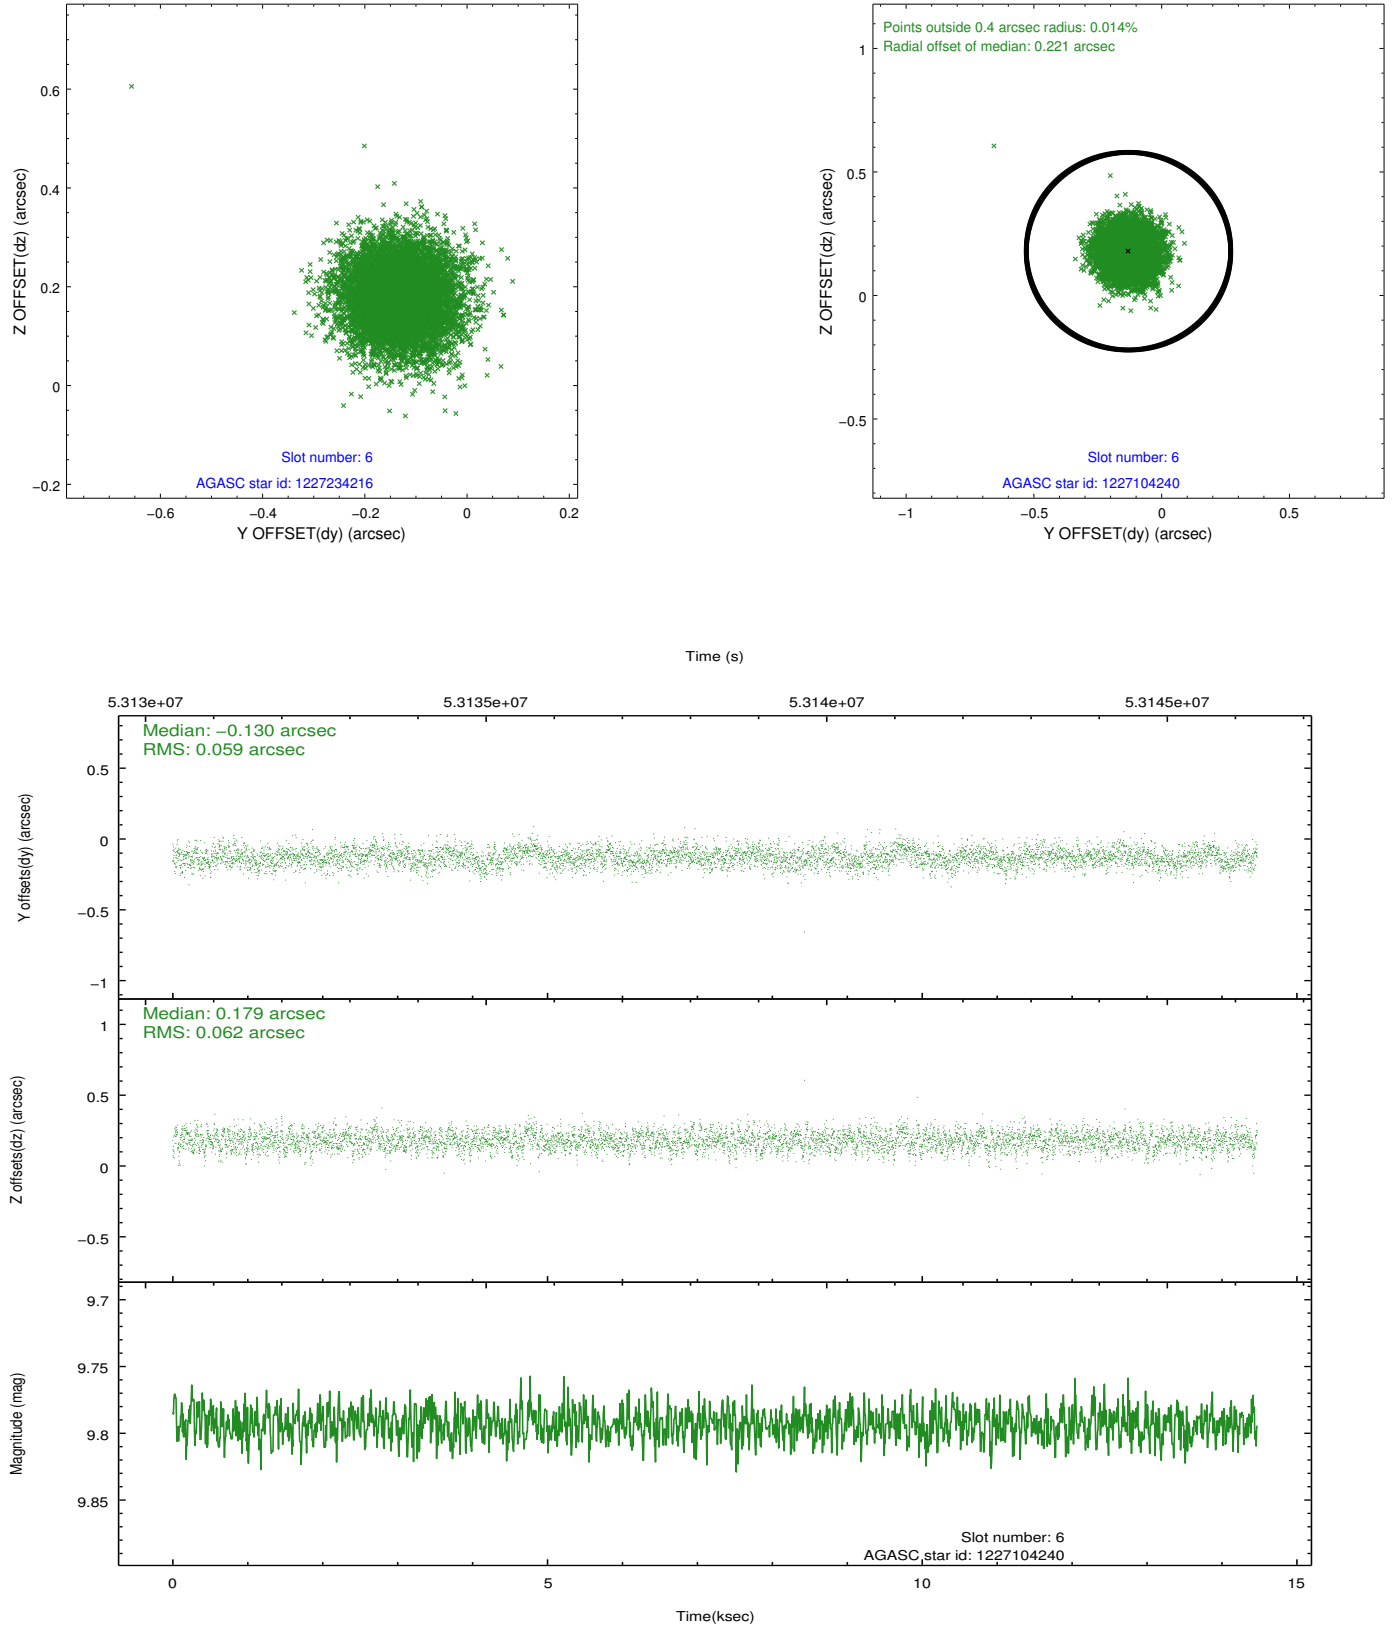 0.6
0.4
0.2
0
−0.2
Z OFFSET(dz) (arcsec)
Slot number: 6
AGASC star id: 1227234216
−0.6
−0.4
−0.2
0
0.2
Y OFFSET(dy) (arcsec)
Points outside 0.4 arcsec radius: 0.014%
Radial offset of median: 0.221 arcsec
1
0.5
0
−0.5
Z OFFSET(dz) (arcsec)
Slot number: 6
AGASC star id: 1227104240
−1
−0.5
0
0.5
Y OFFSET(dy) (arcsec)
Time (s)
5.313e+07
5.3135e+07
5.314e+07
5.3145e+07
Median: −0.130 arcsec
RMS: 0.059 arcsec
0.5
0
−0.5
−1
Y offsets(dy) (arcsec)
Median: 0.179 arcsec
RMS: 0.062 arcsec
1
0.5
0
−0.5
Z offsets(dz) (arcsec)
9.7
9.75
9.8
9.85
Magnitude (mag)
Slot number: 6
AGASC star id: 1227104240
0
5
10
15
Time(ksec)